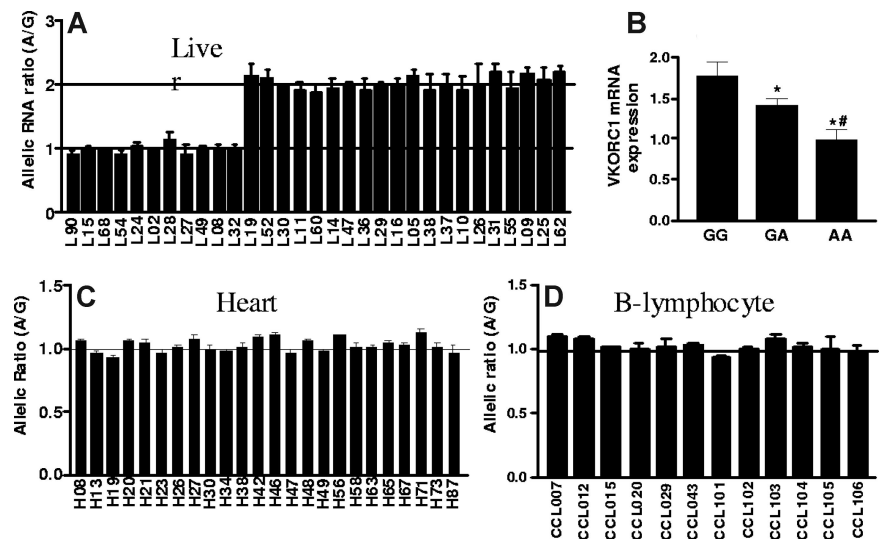 A
Live
r
Allelic RNA ratio (A/G)
3
2
1
0
L90 L15 L68 L54 L24 L02 L28 L27 L49 L08 L32 L19 L52 L30 L11 L60 L14 L47 L36 L29 L16 L05 L38 L37 L10 L26 L31 L55 L09 L25 L62
B
VKORC1 mRNA
expression
2.0
1.5
1.0
0.5
0.0
*
*#
GG GA AA
C
Heart
Allelic Ratio (A/G)
1.5
1.0
0.5
0.0
H08 H13 H19 H20 H21 H23 H26 H27 H30 H34 H38 H42 H46 H47 H48 H49 H56 H58 H63 H65 H67 H71 H73 H87
D
B-lymphocyte
Allelic ratio (A/G)
1.5
1.0
0.5
0.0
CCL007 CCL012 CCL015 CCL020 CCL029 CCL043 CCL101 CCL102 CCL103 CCL104 CCL105 CCL106